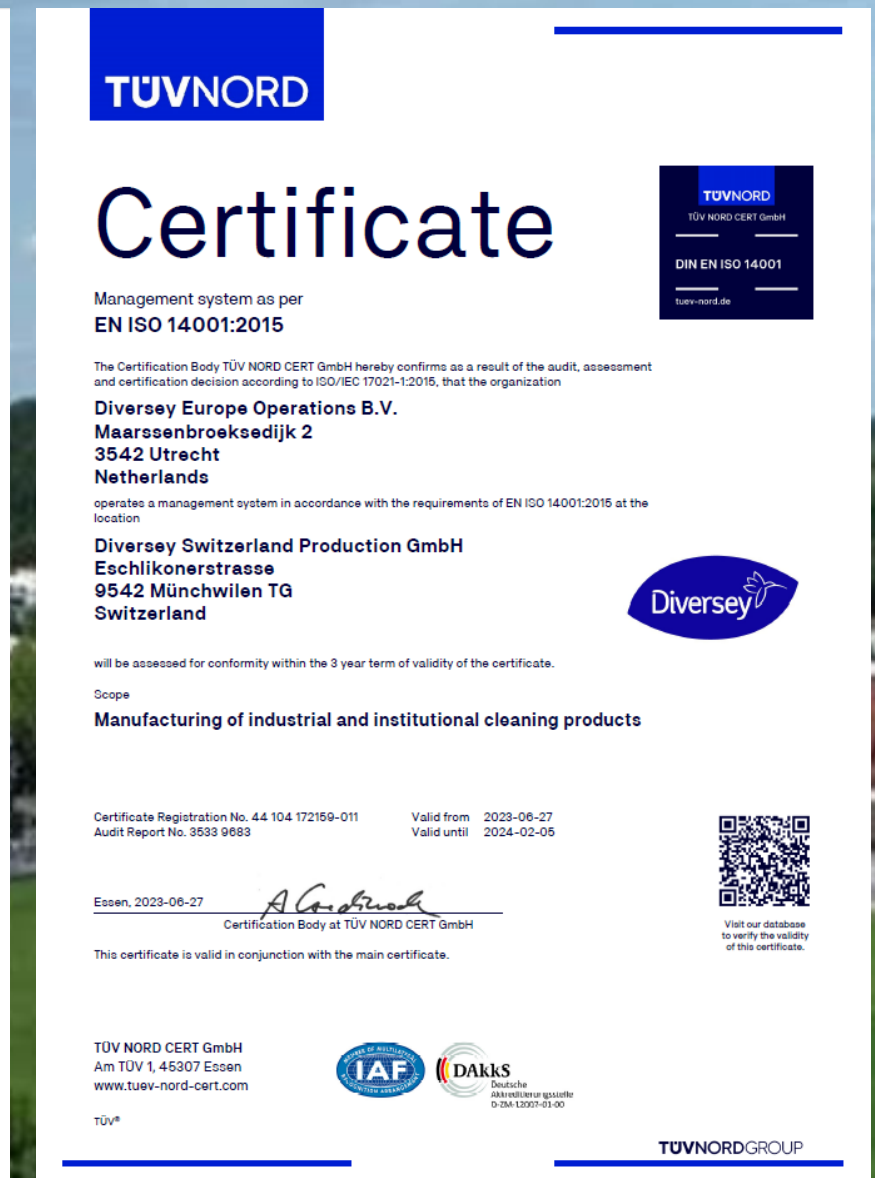 TÜVNORD
Certificate
TÜVNORD
TÜV NORD CERT GmbH
DIN EN ISO 14001
tuev-nord.de
Management system as per
EN ISO 14001:2015
The Certification Body TÜV NORD CERT GmbH hereby confirms as a result of the audit, assessment
and certification decision according to ISO/IEC 17021-1:2015, that the organization
Diversey Europe Operations B.V.
Maarssenbroeksedijk 2
3542 Utrecht
Netherlands
operates a management system in accordance with the requirements of EN ISO 14001:2015 at the
location
Diversey Switzerland Production GmbH
Eschlikonerstrasse
9542 Münchwilen TG
Switzerland
Diversey
will be assessed for conformity within the 3 year term of validity of the certificate.
Scope
Manufacturing of industrial and institutional cleaning products
Certificate Registration No. 44 104 172159-011
Audit Report No. 3533 9683
Valid from 2023-06-27
Valid until 2024-02-05
Essen, 2023-06-27
Certification Body at TÜV NORD CERT GmbH
This certificate is valid in conjunction with the main certificate.
Visit our database
to verify the validity
of this certificate.
TÜV NORD CERT GmbH
Am TÜV 1, 45307 Essen
www.tuev-nord-cert.com
TÜV®
MEMBER OF MULTILATERAL
IAF
RECOGNITION ARRANGEMENT
DAkkS
Deutsche
Akkreditierungsstelle
D-ZM-12007-01-00
TÜVNORDGROUP